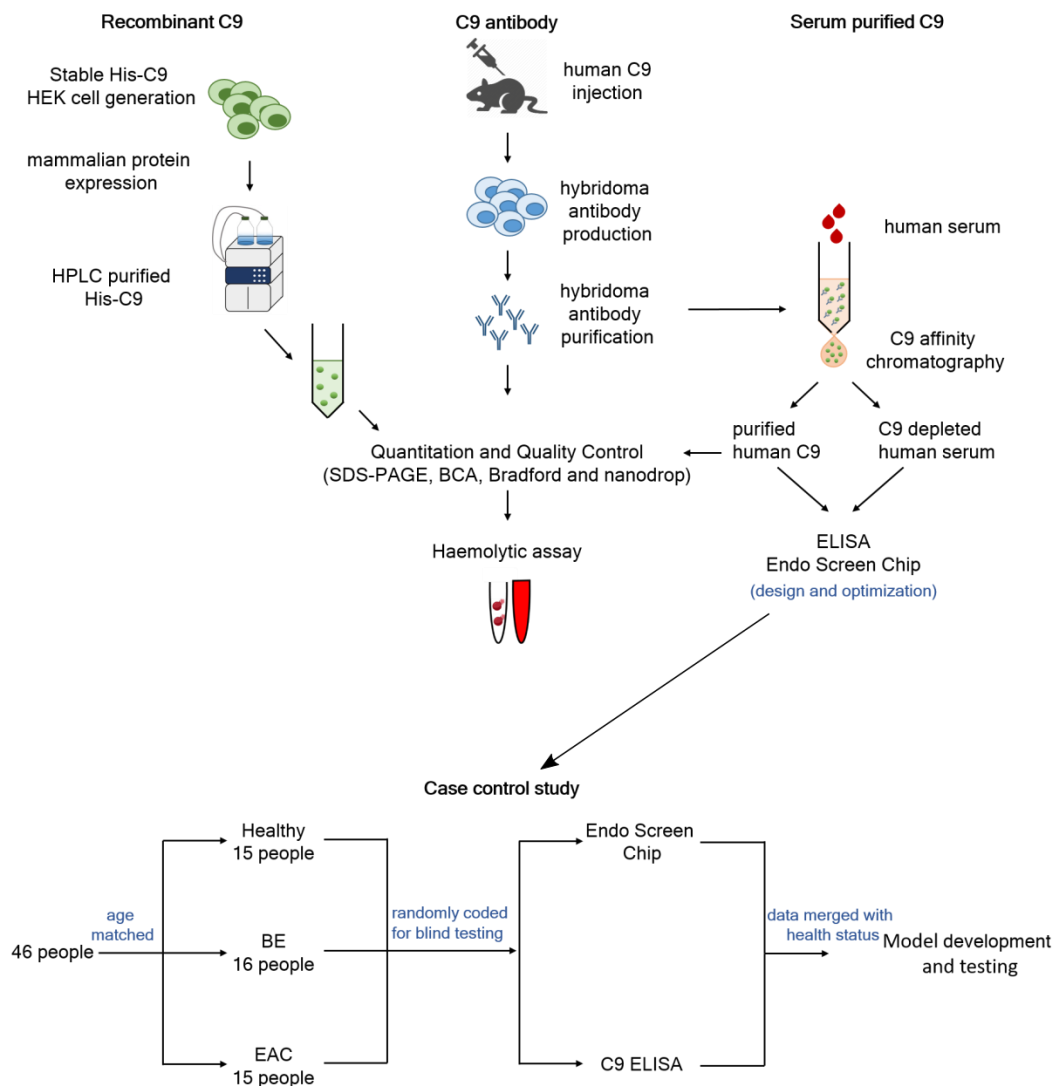 Recombinant C9
Stable His-C9
HEK cell generation
mammalian protein
expression
HPLC purified
His-C9
C9 antibody
human C9
injection
hybridoma
antibody
production
hybridoma
antibody
purification
Serum purified C9
human serum
C9 affinity
chromatography
purified
human C9
C9 depleted
human serum
Quantitation and Quality Control
(SDS-PAGE, BCA, Bradford and nanodrop)
Haemolytic assay
ELISA
Endo Screen Chip
(design and optimization)
Case control study
46 people
age
matched
Healthy
15 people
BE
16 people
EAC
15 people
randomly coded
for blind testing
Endo Screen
Chip
C9 ELISA
data merged with
health status
Model development
and testing